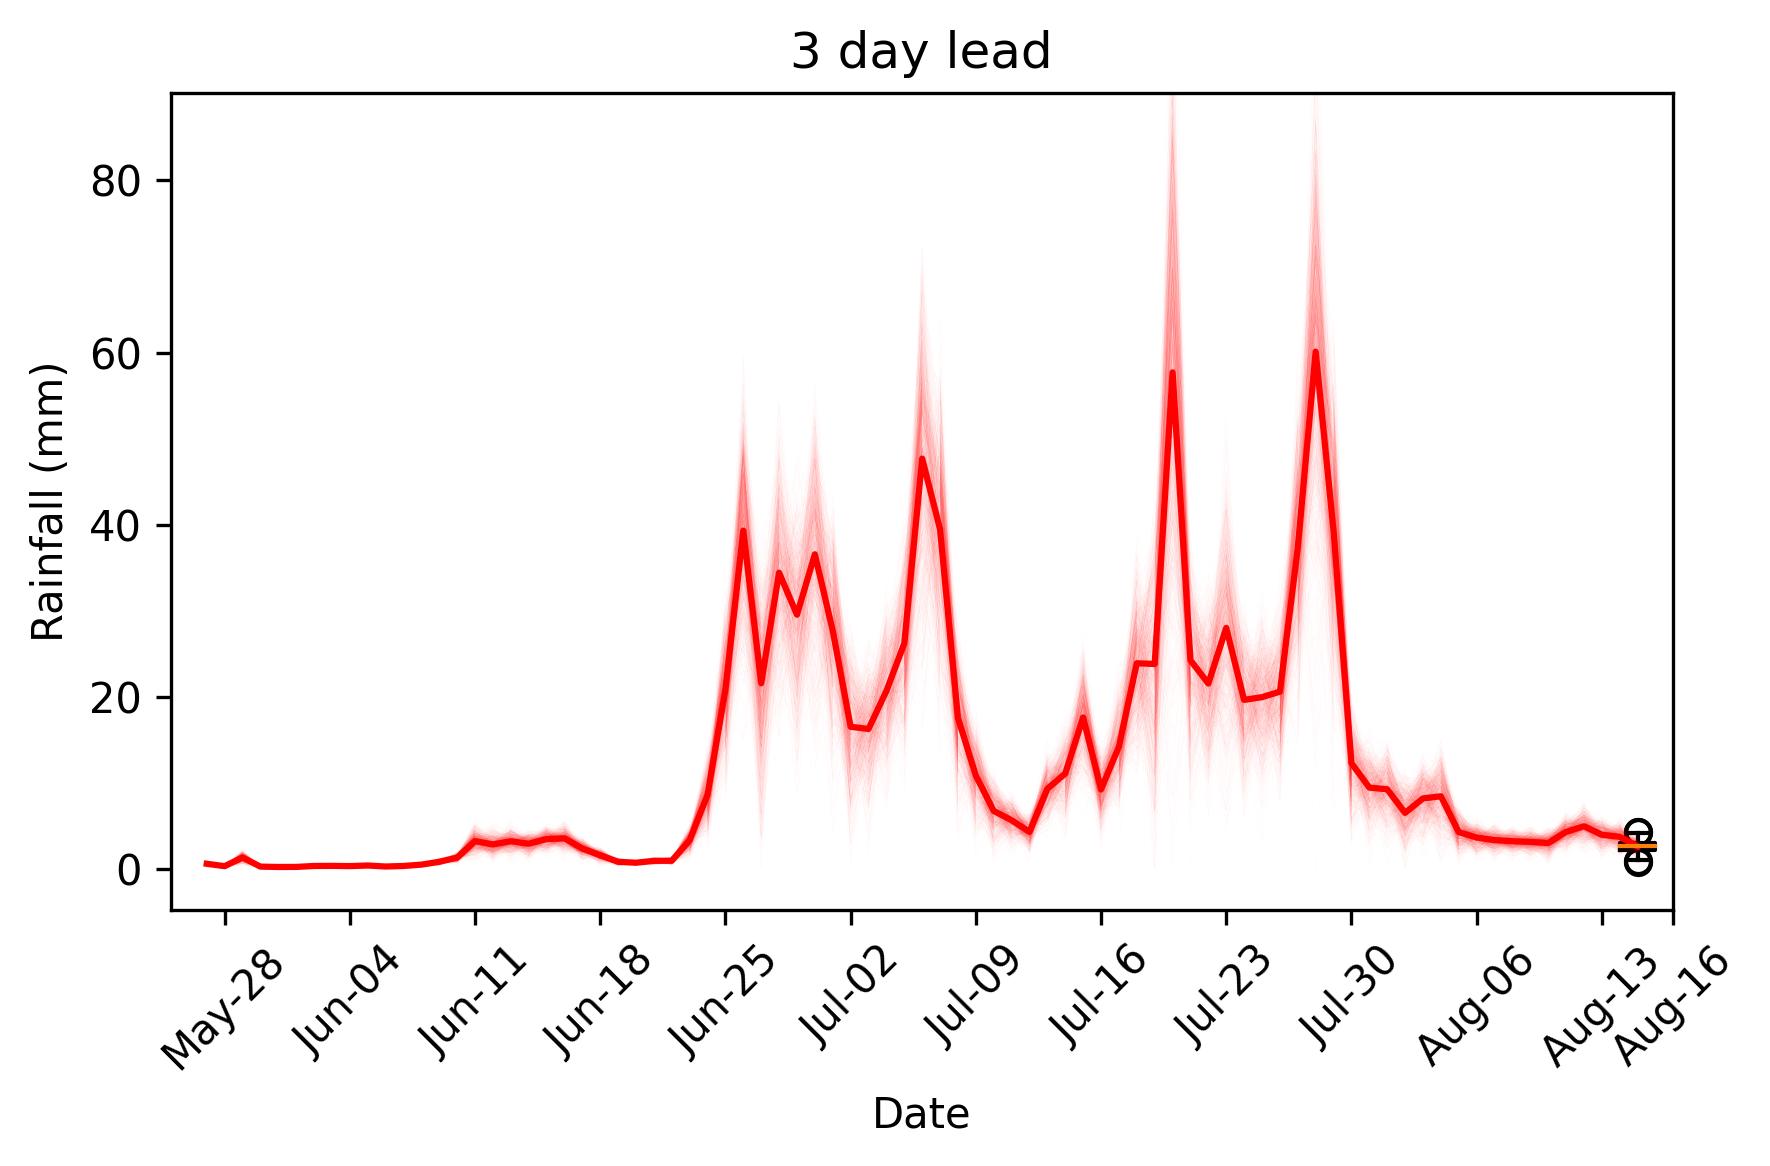 3 day lead
80
60
40
20
0
Rainfall (mm)
May-28
Jun-04
Jun-11
Jun-18
Jun-25
Jul-02
Jul-09
Jul-16
Jul-23
Jul-30
Aug-06
Aug-13
Aug-16
Date